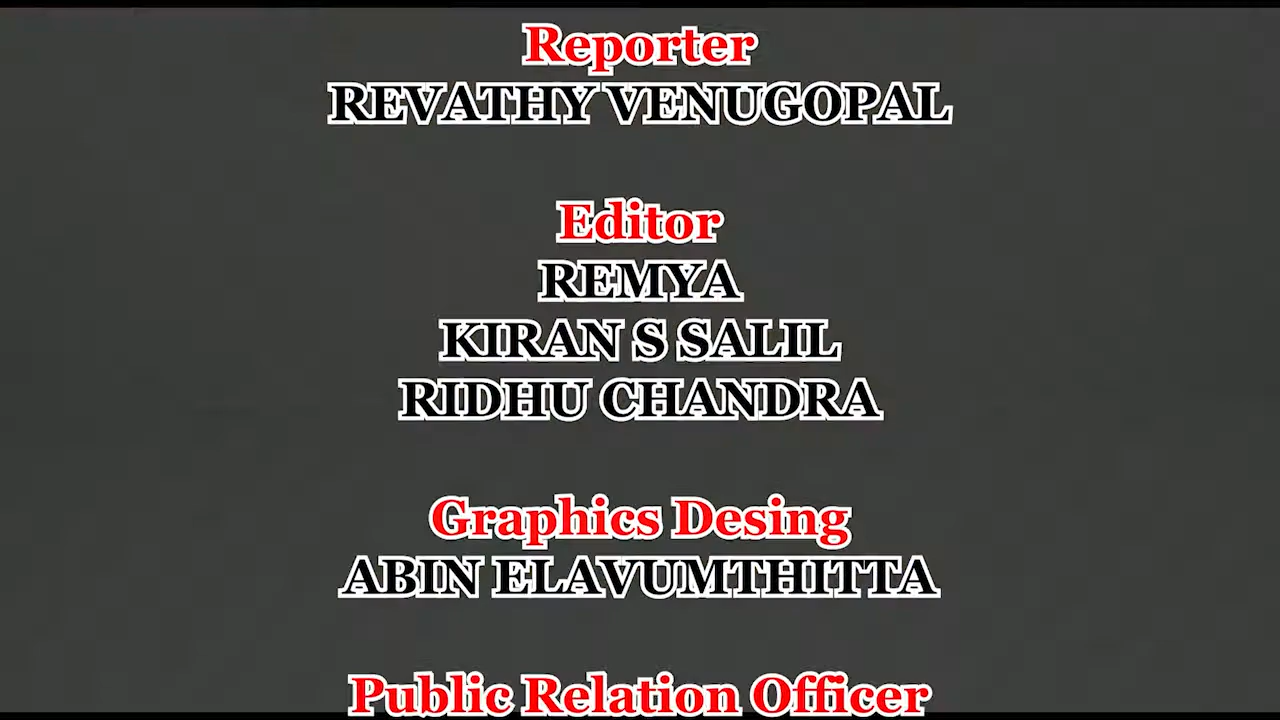 Reporter
REVATHY VENUGOPAL
Editor
REMYA
KIRAN S SALIL
RIDHU CHANDRA
Graphics Desing
ABIN ELAVUMTHITTA
Public Relation Officer